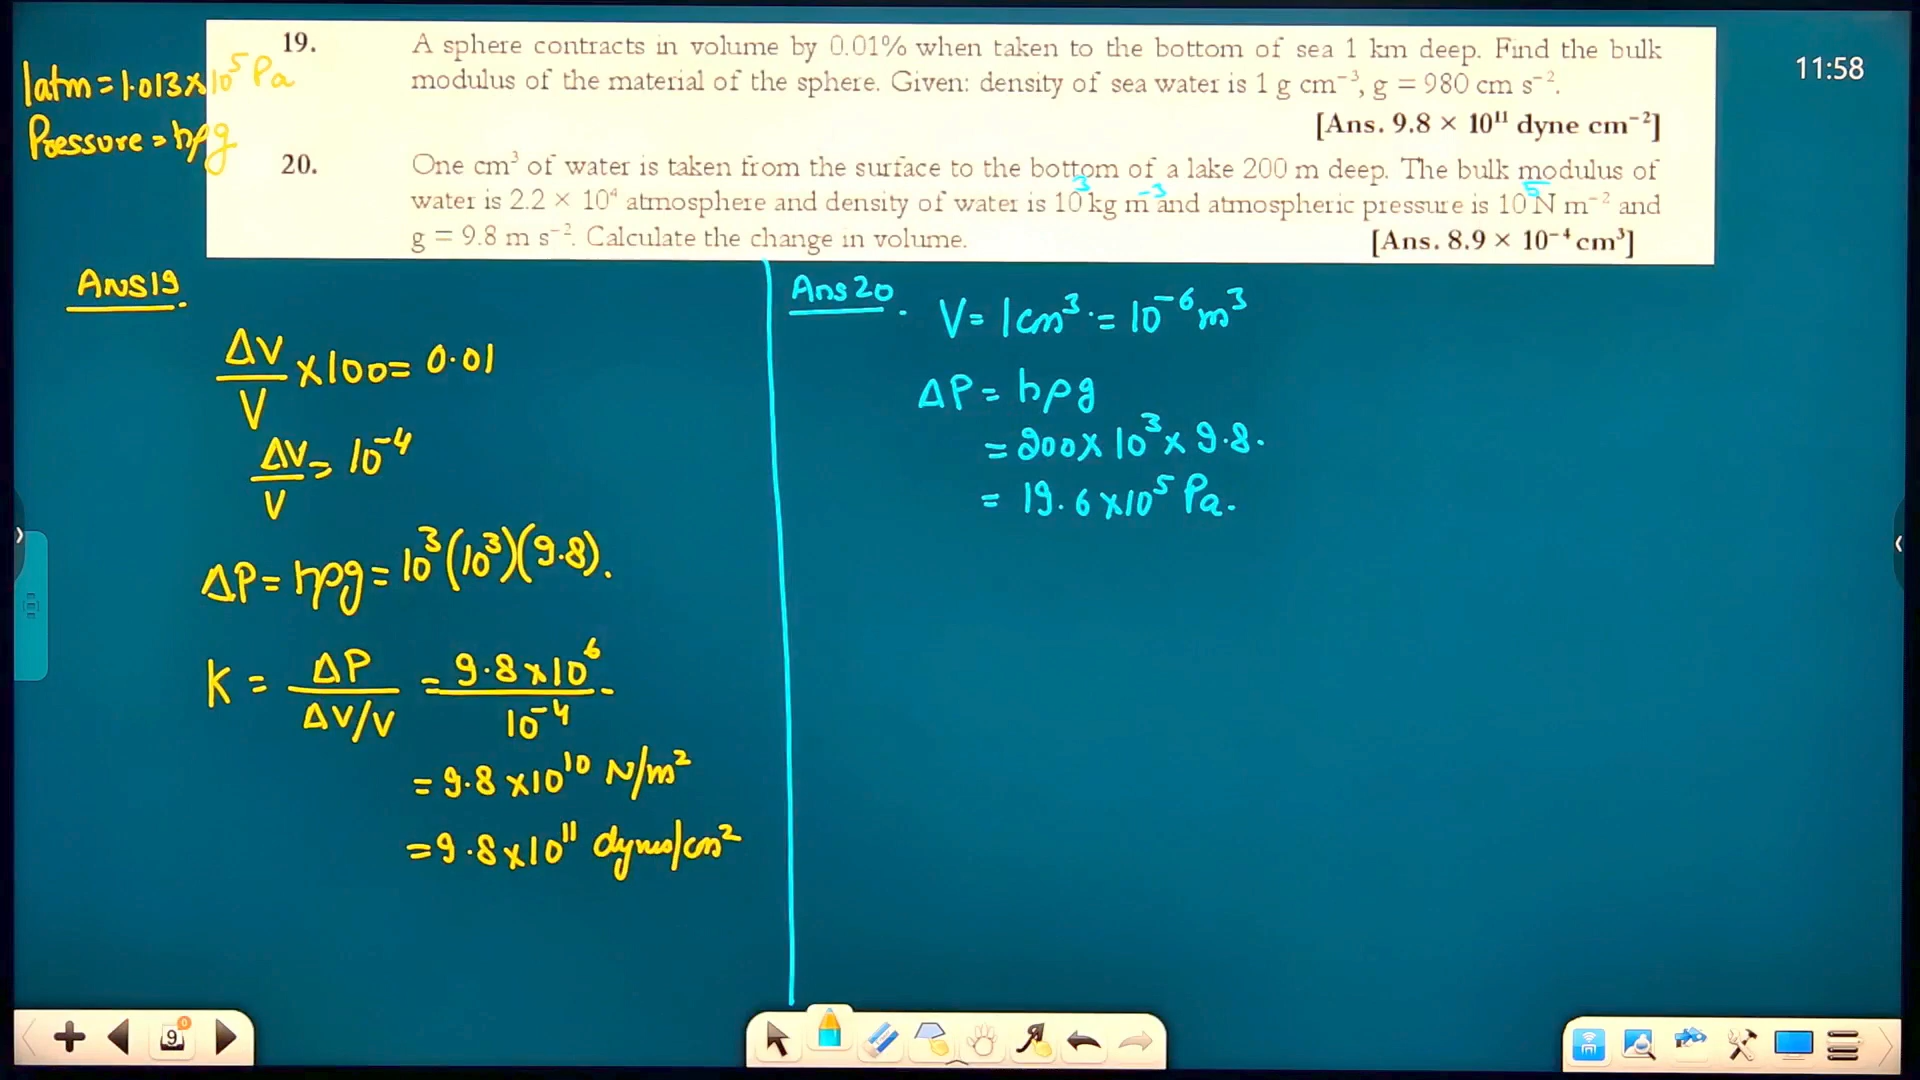 1atm = 1.013×10⁵ Pa
Pressure = hρg
11:58
19. A sphere contracts in volume by 0.01% when taken to the bottom of sea 1 km deep. Find the bulk
modulus of the material of the sphere. Given: density of sea water is 1 g cm⁻³, g = 980 cm s⁻².
[Ans. 9.8 × 10¹¹ dyne cm⁻²]
20. One cm³ of water is taken from the surface to the bottom of a lake 200 m deep. The bulk modulus of
water is 2.2 × 10⁴ atmosphere and density of water is 10³ kg m⁻³ and atmospheric pressure is 10⁵ N m⁻² and
g = 9.8 m s⁻². Calculate the change in volume.
[Ans. 8.9 × 10⁻⁴ cm³]
Ans19.
ΔV/V ×100 = 0.01
ΔV/V = 10⁻⁴
ΔP = hρg = 10³(10³)(9.8).
K = ΔP/(ΔV/V) = 9.8×10⁶/10⁻⁴
= 9.8×10¹⁰ N/m²
= 9.8×10¹¹ dynes/cm²
Ans20.
V = 1cm³ = 10⁻⁶m³
ΔP = hρg
= 200×10³×9.8.
= 19.6×10⁵ Pa.
9
0